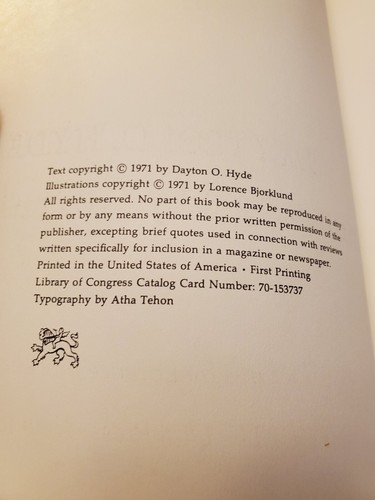 Text copyright © 1971 by Dayton O. Hyde
Illustrations copyright © 1971 by Lorence Bjorklund
All rights reserved. No part of this book may be reproduced in any
form or by any means without the prior written permission of the
publisher, excepting brief quotes used in connection with reviews
written specifically for inclusion in a magazine or newspaper.
Printed in the United States of America • First Printing
Library of Congress Catalog Card Number: 70-153737
Typography by Atha Tehon